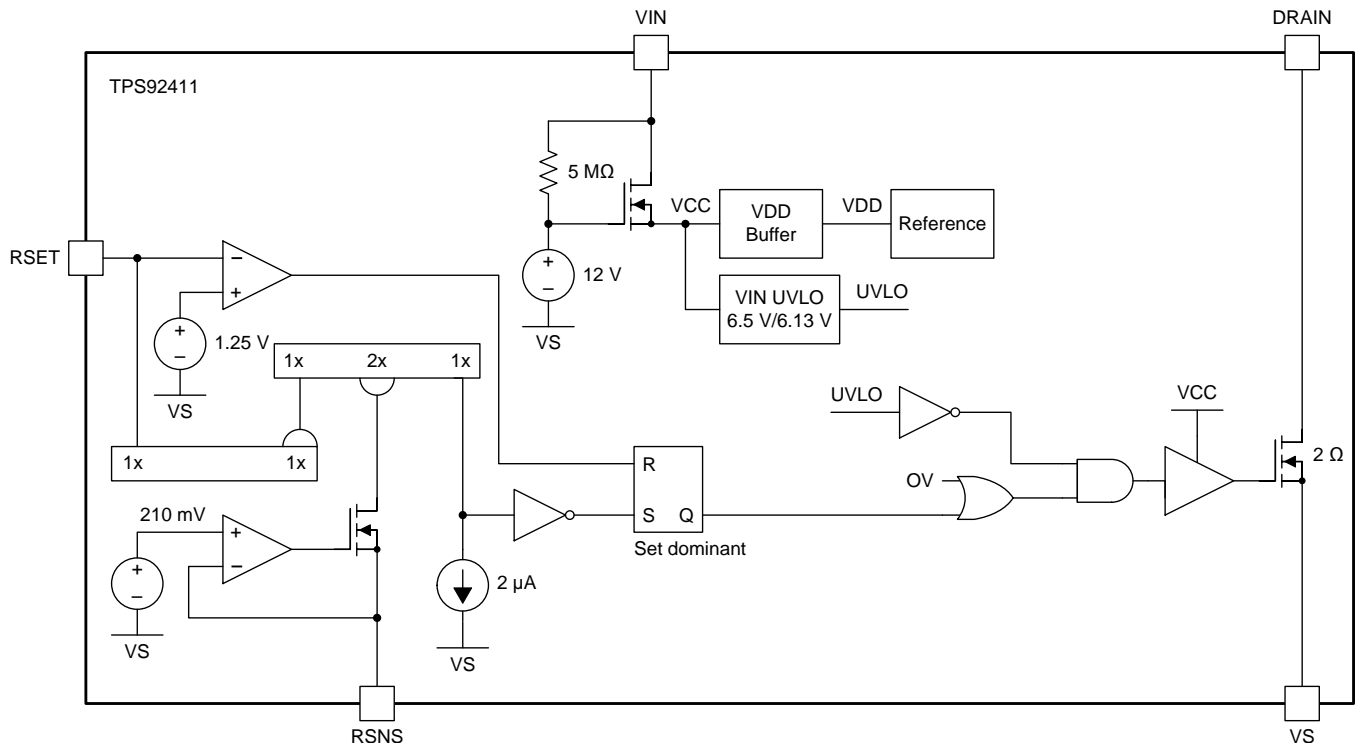 VIN
DRAIN
TPS92411
5 MΩ
VCC
VDD
Buffer
VDD
Reference
RSET
−
+
+
−
1.25 V
VS
+
−
12 V
VS
VIN UVLO
6.5 V/6.13 V
UVLO
1x 2x 1x
1x 1x
UVLO
VCC
2 Ω
R
S Q
Set dominant
OV
210 mV
+
−
+
−
VS
2 µA
VS
RSNS
VS